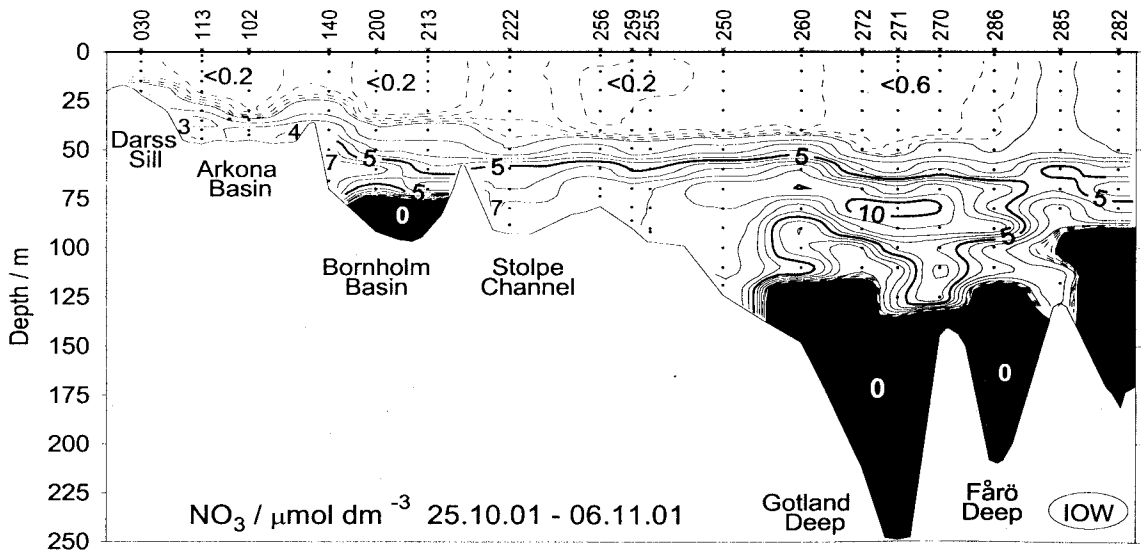 030 113 102 140 200 213 222 256 259 255 250 260 272 271 270 286 285 282
0
25
50
75
100
125
150
175
200
225
250
Depth / m
<0.2 <0.2 <0.2 <0.6
3 4 7 5 5 5 5 5
5 7 10 5
0 0 0
Darss
Sill
Arkona
Basin
Bornholm
Basin
Stolpe
Channel
Gotland
Deep
Fårö
Deep
NO3 / μmol dm -3 25.10.01 - 06.11.01
IOW